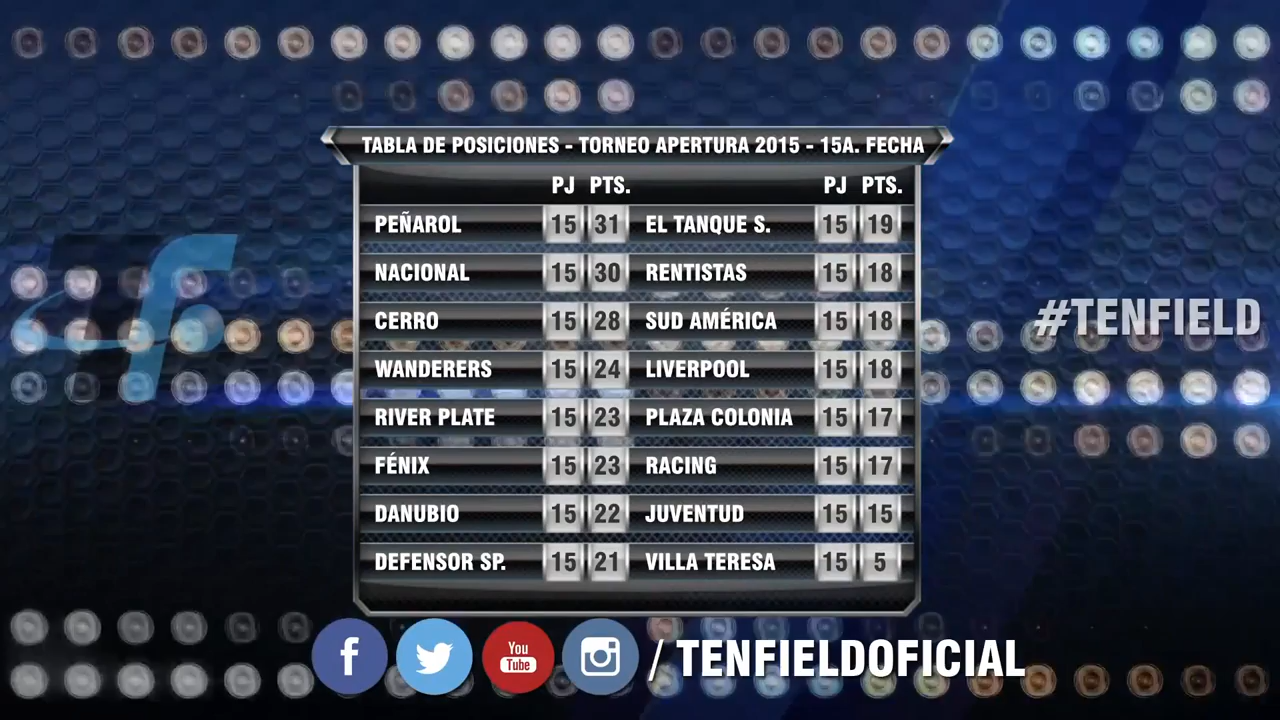 TABLA DE POSICIONES - TORNEO APERTURA 2015 - 15A. FECHA
PJ PTS. PJ PTS.
PEÑAROL 15 31 EL TANQUE S. 15 19
NACIONAL 15 30 RENTISTAS 15 18
CERRO 15 28 SUD AMÉRICA 15 18
WANDERERS 15 24 LIVERPOOL 15 18
RIVER PLATE 15 23 PLAZA COLONIA 15 17
FÉNIX 15 23 RACING 15 17
DANUBIO 15 22 JUVENTUD 15 15
DEFENSOR SP. 15 21 VILLA TERESA 15 5
#TENFIELD
f You Tube / TENFIELDOFICIAL